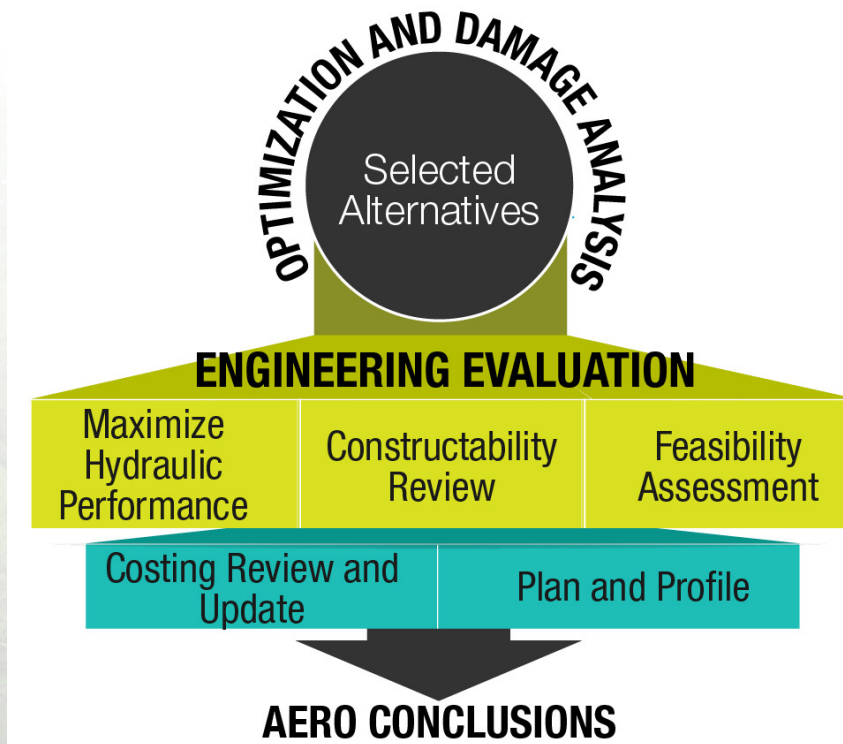 OPTIMIZATION AND DAMAGE ANALYSIS
Selected
Alternatives
ENGINEERING EVALUATION
Maximize
Hydraulic
Performance
Constructability
Review
Feasibility
Assessment
Costing Review and
Update
Plan and Profile
AERO CONCLUSIONS